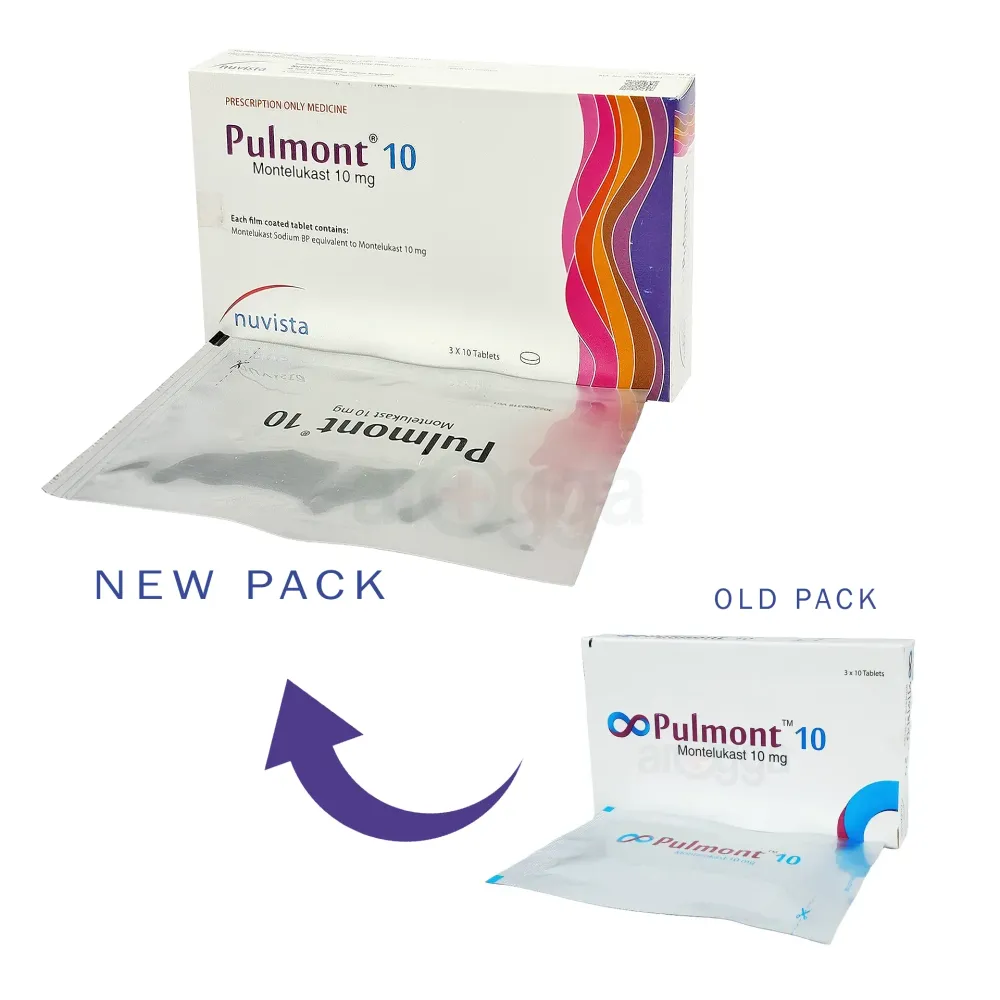 PRESCRIPTION ONLY MEDICINE
Pulmont® 10
Montelukast 10 mg
Each film coated tablet contains:
Montelukast Sodium BP equivalent to Montelukast 10 mg
nuvista
3 X 10 Tablets
Pulmont® 10
Montelukast 10 mg
NEW PACK
OLD PACK
Pulmont 10
3 x 10 Tablets
Pulmont™ 10
Montelukast 10 mg
Pulmont™ 10